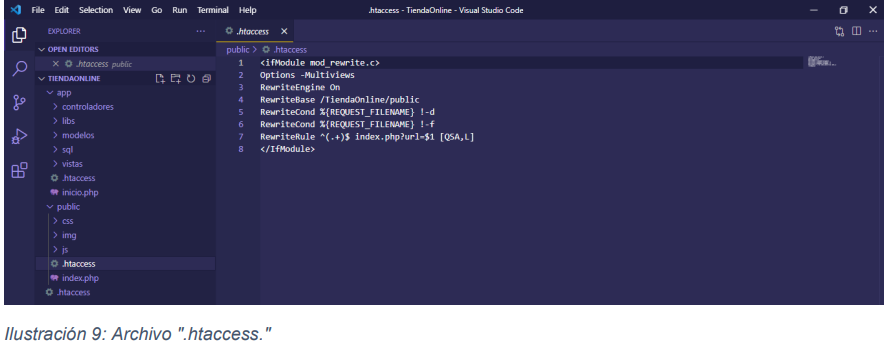 File Edit Selection View Go Run Terminal Help
.htaccess - TiendaOnline - Visual Studio Code
EXPLORER
OPEN EDITORS
.htaccess public
TIENDAONLINE
app
controladores
libs
modelos
sql
vistas
.htaccess
inicio.php
public
css
img
js
.htaccess
index.php
.htaccess
.htaccess
public > .htaccess
1 <ifModule mod_rewrite.c>
2 Options -Multiviews
3 RewriteEngine On
4 RewriteBase /TiendaOnline/public
5 RewriteCond %{REQUEST_FILENAME} !-d
6 RewriteCond %{REQUEST_FILENAME} !-f
7 RewriteRule ^(.+)$ index.php?url=$1 [QSA,L]
8 </IfModule>
Ilustración 9: Archivo ".htaccess."